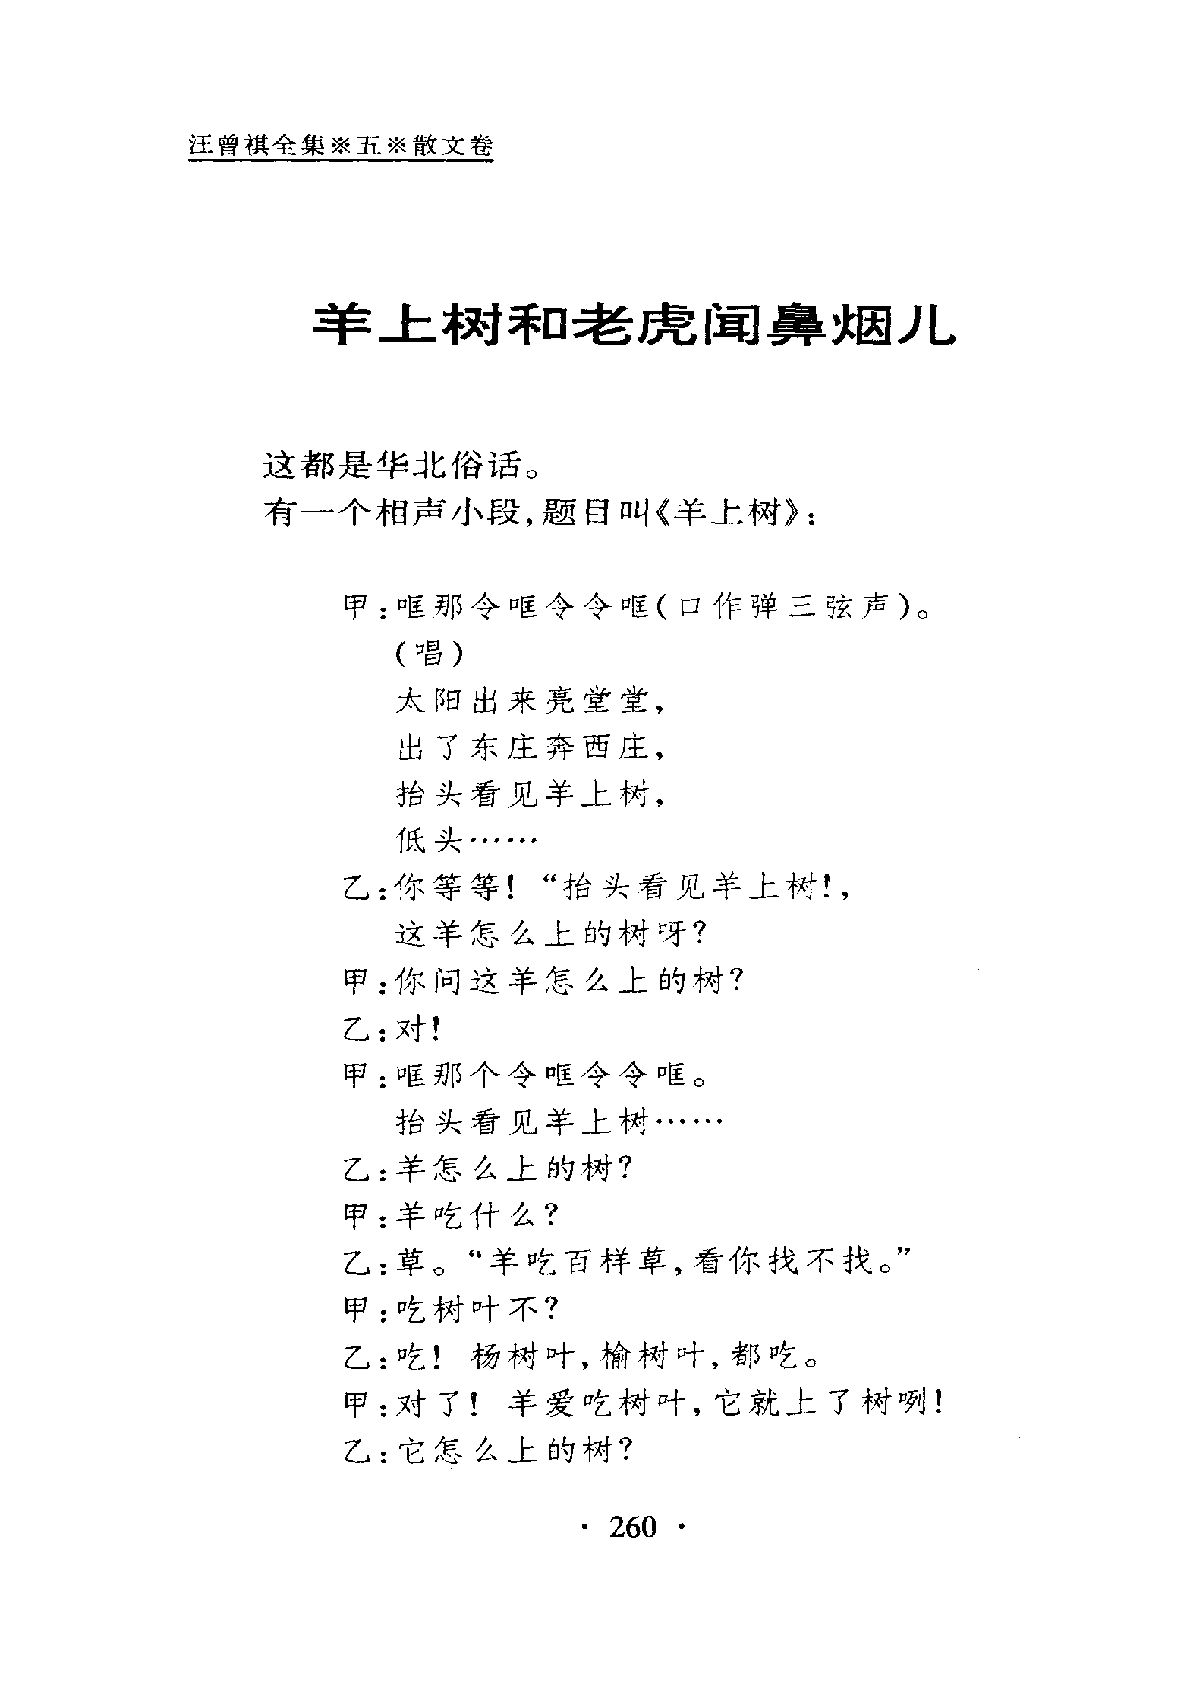 汪曾祺全集※五※散文卷
羊上树和老虎闻鼻烟儿
这都是华北俗话。
有一个相声小段,题目叫《羊上树》:
甲:哐那令哐令令哐(口作弹三弦声)。
(唱)
太阳出来亮堂堂,
出了东庄奔西庄,
抬头看见羊上树,
低头……
乙:你等等!“抬头看见羊上树!,
这羊怎么上的树呀?
甲:你问这羊怎么上的树?
乙:对!
甲:哐那个令哐令令哐。
抬头看见羊上树……
乙:羊怎么上的树?
甲:羊吃什么?
乙:草。“羊吃百样草,看你找不找。”
甲:吃树叶不?
乙:吃! 杨树叶,榆树叶,都吃。
甲:对了! 羊爱吃树叶,它就上了树咧!
乙:它怎么上的树?
· 260 ·